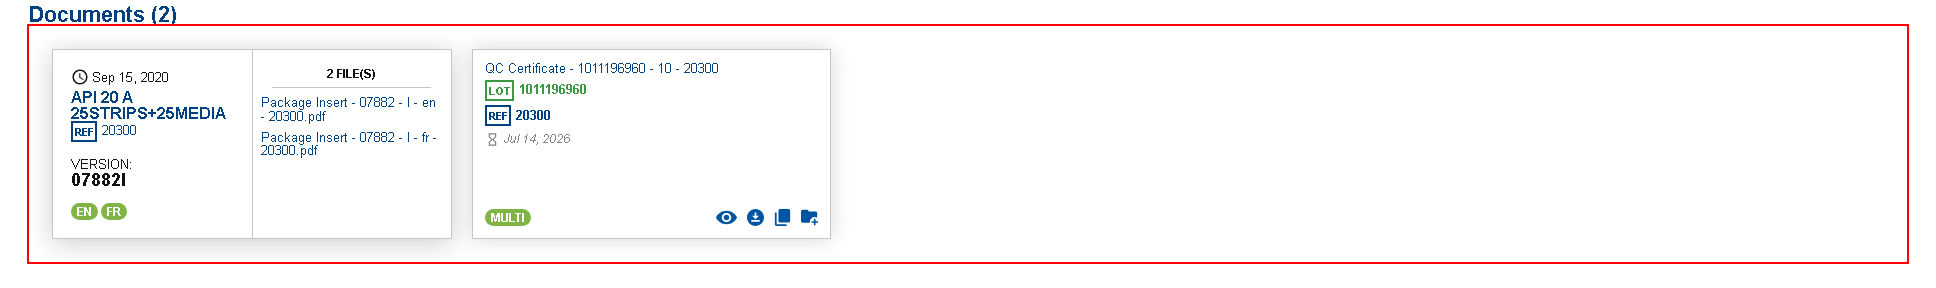 Documents (2)
Sep 15, 2020
API 20 A
25STRIPS+25MEDIA
REF 20300
VERSION:
07882I
EN FR
2 FILE(S)
Package Insert - 07882 - I - en
- 20300.pdf
Package Insert - 07882 - I - fr -
20300.pdf
QC Certificate - 1011196960 - 10 - 20300
LOT 1011196960
REF 20300
Jul 14, 2026
MULTI